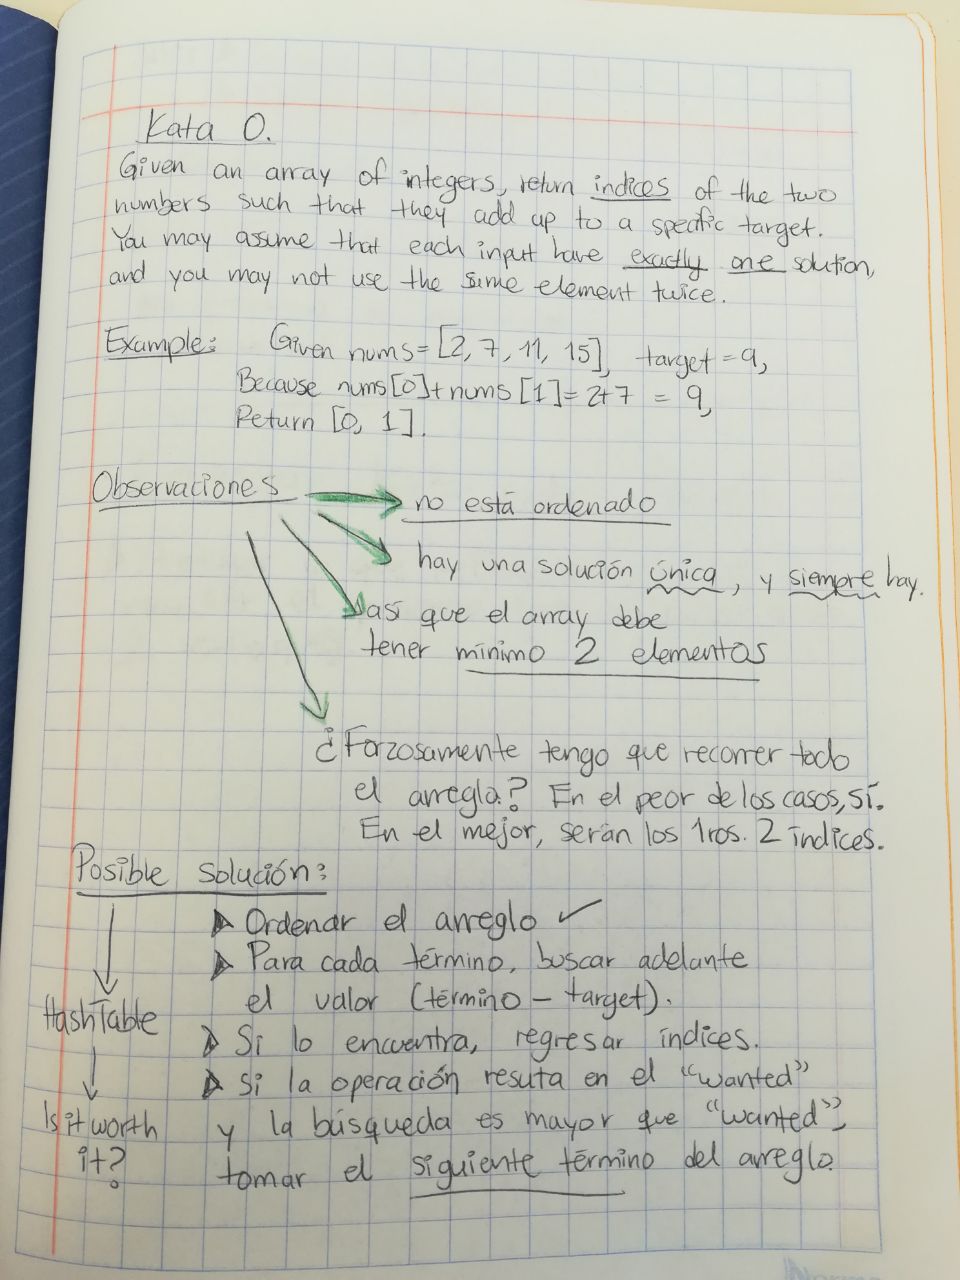 Kata 0.
Given an array of integers, return indices of the two
numbers such that they add up to a specific target.
You may assume that each input have exactly one solution,
and you may not use the same element twice.
Example: Given nums=[2, 7, 11, 15], target = 9,
Because nums[0]+nums[1]=2+7 = 9,
Return [0, 1].
Observaciones
no está ordenado
hay una solución única, y siempre hay.
así que el array debe
tener mínimo 2 elementos
¿Forzosamente tengo que recorrer todo
el arreglo? En el peor de los casos, sí.
En el mejor, serán los 1ros. 2 índices.
Posible solución:
Ordenar el arreglo ✓
Para cada término, buscar adelante
el valor (término - target).
HashTable
Si lo encuentra, regresar índices.
Si la operación resuta en el "wanted"
Is it worth
it?
y la búsqueda es mayor que "wanted",
tomar el siguiente término del arreglo.